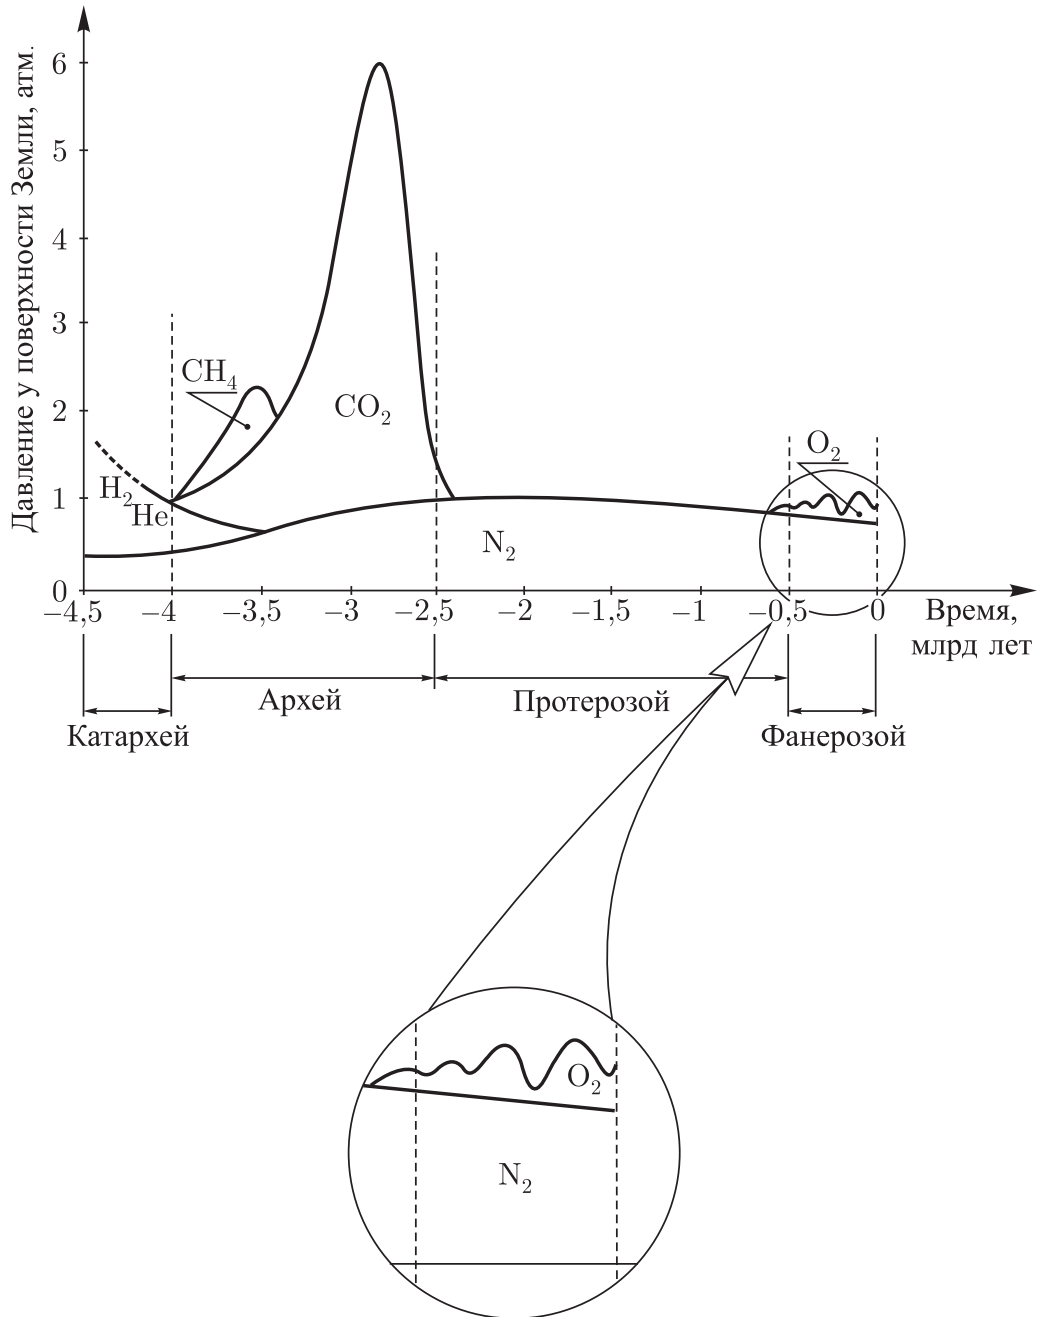 Давление у поверхности Земли, атм.
6
5
4
3
2
1
0
CH₄
CO₂
H₂
He
N₂
O₂
−4,5 −4 −3,5 −3 −2,5 −2 −1,5 −1 −0,5 0 Время,
млрд лет
Архей Протерозой
Катархей Фанерозой
O₂
N₂